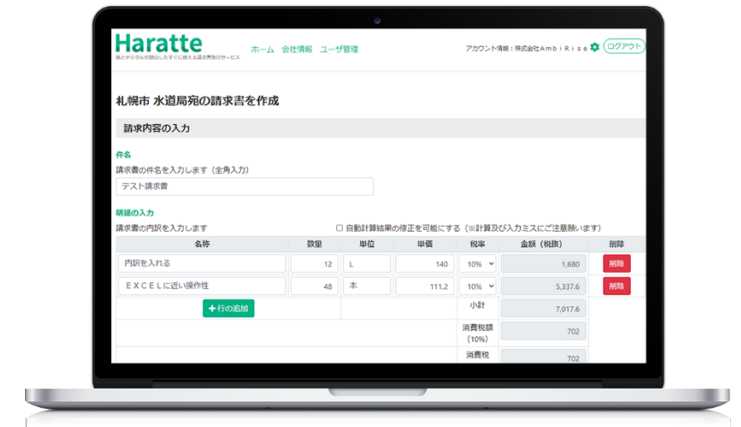 Haratte
紙とデジタルが両立したすぐに使える請求書発行サービス
ホーム 会社情報 ユーザ管理
アカウント情報：株式会社ＡｍｂｉＲｉｓｅ ログアウト
札幌市 水道局宛の請求書を作成
請求内容の入力
件名
請求書の件名を入力します（全角入力）
テスト請求書
明細の入力
請求書の内訳を入力します
自動計算結果の修正を可能にする（※計算及び入力ミスにご注意願います）
名称 数量 単位 単価 税率 金額（税抜） 削除
内訳を入れる 12 L 140 10% 1,680 削除
ＥＸＣＥＬに近い操作性 48 本 111.2 10% 5,337.6 削除
+行の追加
小計 7,017.6
消費税額 702
(10%)
消費税 702